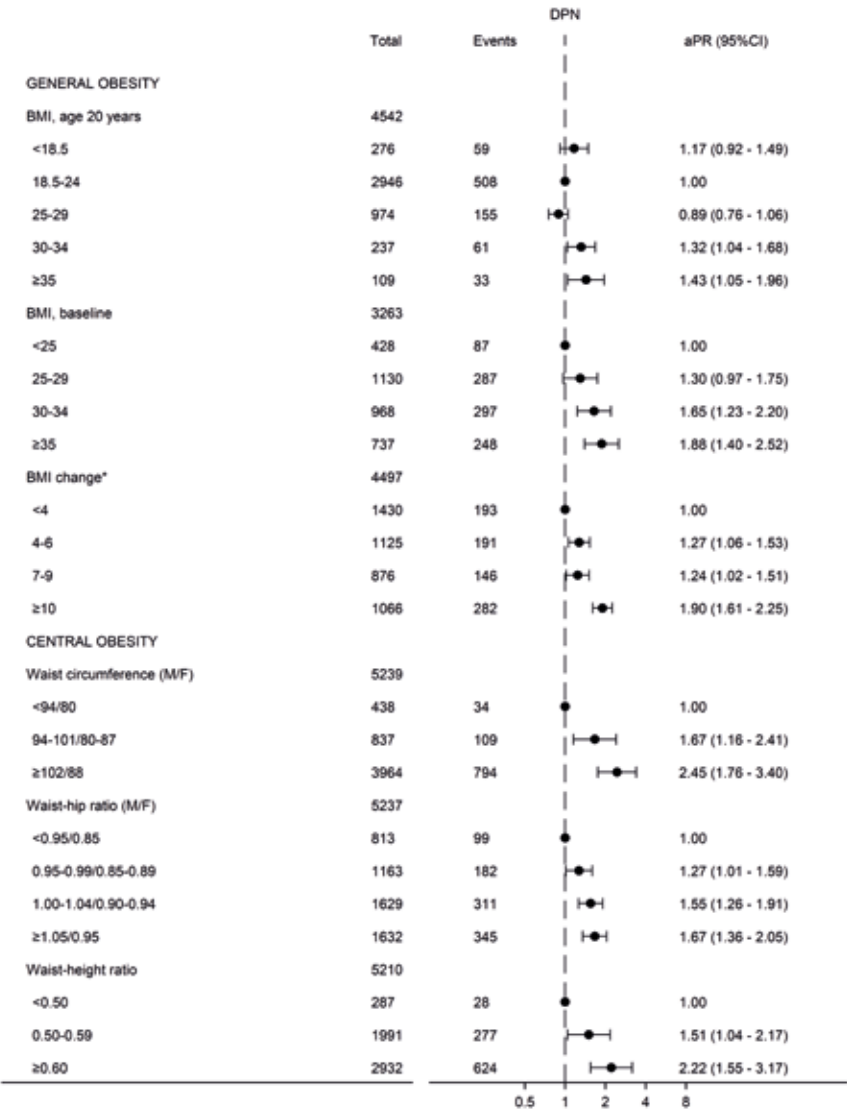 DPN
Total Events aPR (95%CI)
GENERAL OBESITY
BMI, age 20 years 4542
<18.5 276 59 1.17 (0.92 - 1.49)
18.5-24 2946 508 1.00
25-29 974 155 0.89 (0.76 - 1.06)
30-34 237 61 1.32 (1.04 - 1.68)
≥35 109 33 1.43 (1.05 - 1.96)
BMI, baseline 3263
<25 428 87 1.00
25-29 1130 287 1.30 (0.97 - 1.75)
30-34 968 297 1.65 (1.23 - 2.20)
≥35 737 248 1.88 (1.40 - 2.52)
BMI change* 4497
<4 1430 193 1.00
4-6 1125 191 1.27 (1.06 - 1.53)
7-9 876 146 1.24 (1.02 - 1.51)
≥10 1066 282 1.90 (1.61 - 2.25)
CENTRAL OBESITY
Waist circumference (M/F) 5239
<94/80 438 34 1.00
94-101/80-87 837 109 1.67 (1.16 - 2.41)
≥102/88 3964 794 2.45 (1.76 - 3.40)
Waist-hip ratio (M/F) 5237
<0.95/0.85 813 99 1.00
0.95-0.99/0.85-0.89 1163 182 1.27 (1.01 - 1.59)
1.00-1.04/0.90-0.94 1629 311 1.55 (1.26 - 1.91)
≥1.05/0.95 1632 345 1.67 (1.36 - 2.05)
Waist-height ratio 5210
<0.50 287 28 1.00
0.50-0.59 1991 277 1.51 (1.04 - 2.17)
≥0.60 2932 624 2.22 (1.55 - 3.17)
0.5 1 2 4 8